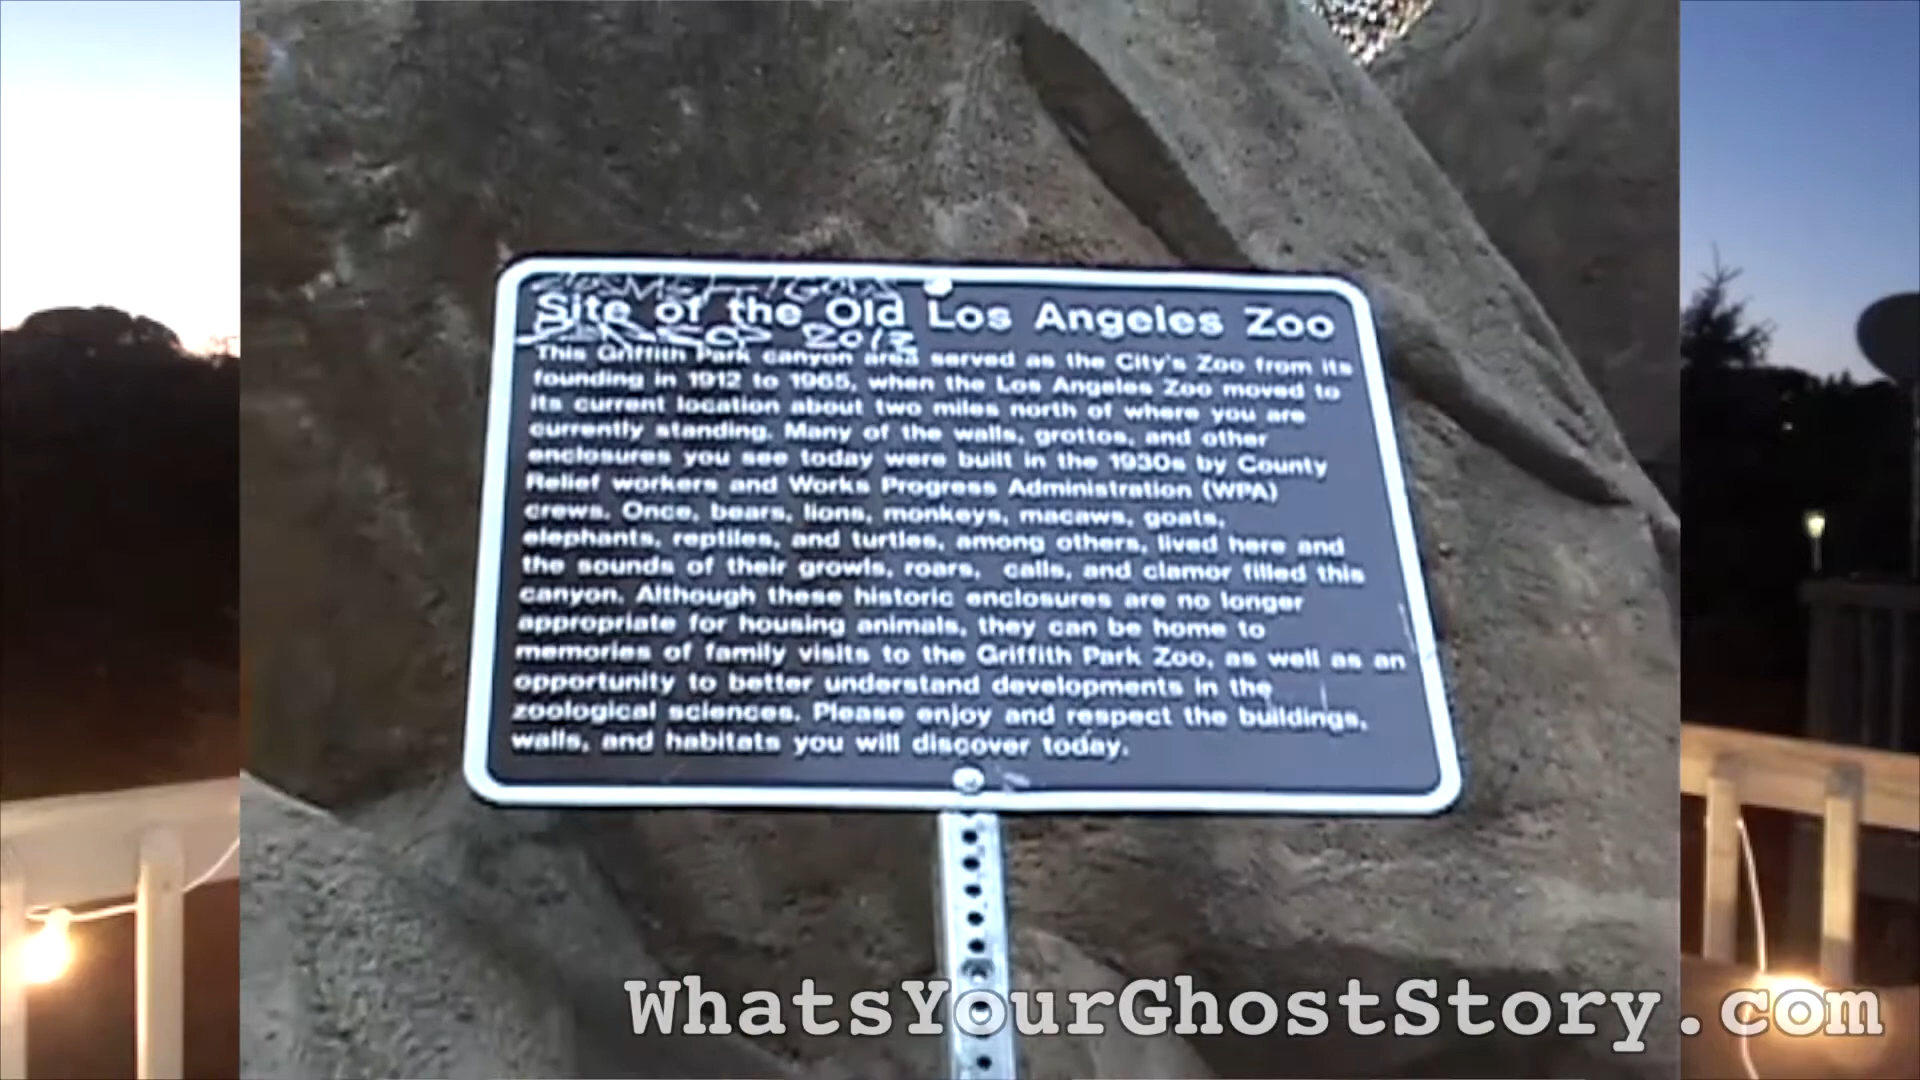 Site of the Old Los Angeles Zoo
2013
This Griffith Park canyon area served as the City's Zoo from its
founding in 1912 to 1965, when the Los Angeles Zoo moved to
its current location about two miles north of where you are
currently standing. Many of the walls, grottos, and other
enclosures you see today were built in the 1930s by County
Relief workers and Works Progress Administration (WPA)
crews. Once, bears, lions, monkeys, macaws, goats,
elephants, reptiles, and turtles, among others, lived here and
the sounds of their growls, roars, calls, and clamor filled this
canyon. Although these historic enclosures are no longer
appropriate for housing animals, they can be home to
memories of family visits to the Griffith Park Zoo, as well as an
opportunity to better understand developments in the
zoological sciences. Please enjoy and respect the buildings,
walls, and habitats you will discover today.
WhatsYourGhostStory.com